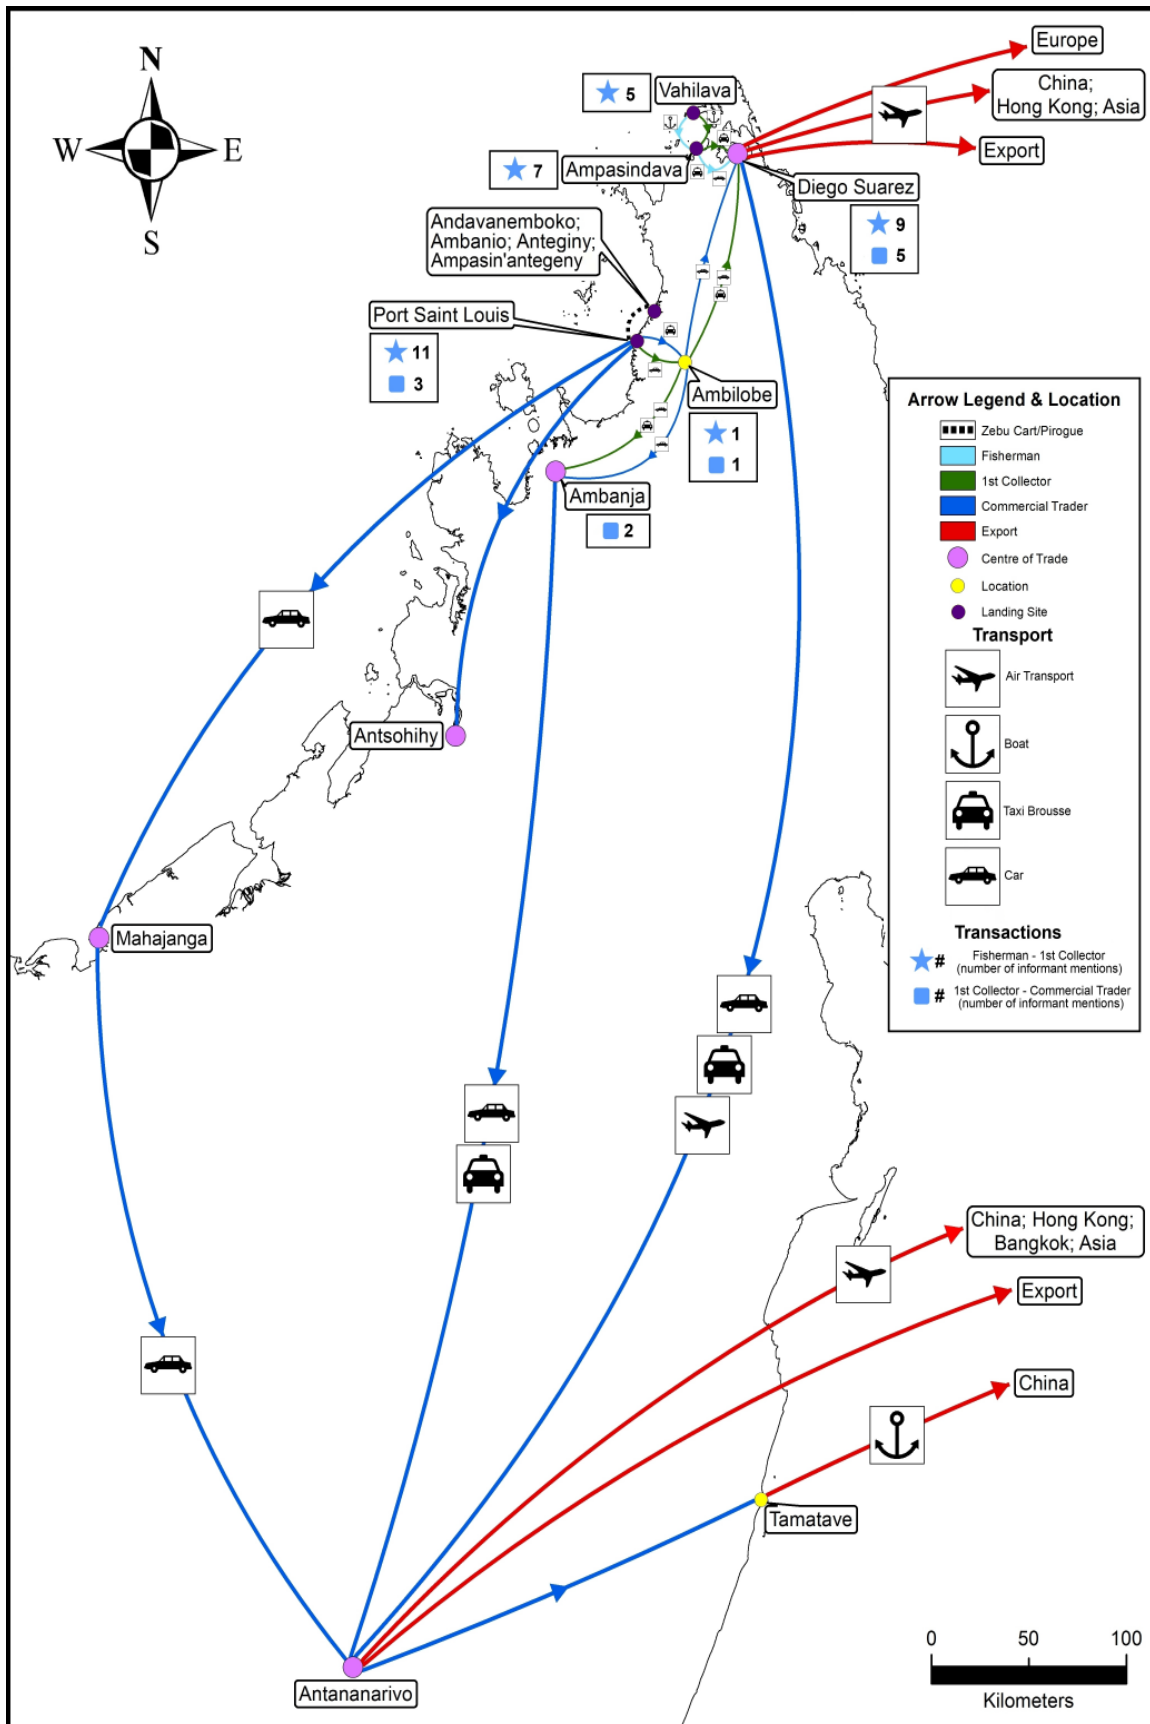 N
W
E
S
Europe
China;
Hong Kong; Asia
Export
5
Vahilava
7
Ampasindava
Diego Suarez
9
5
Andavanemboko;
Ambanio; Anteginy;
Ampasin'antegeny
Port Saint Louis
11
3
Ambilobe
1
1
Ambanja
2
Antsohihy
Mahajanga
Arrow Legend & Location
Zebu Cart/Pirogue
Fisherman
1st Collector
Commercial Trader
Export
Centre of Trade
Location
Landing Site
Transport
Air Transport
Boat
Taxi Brousse
Car
Transactions
# Fisherman - 1st Collector
(number of informant mentions)
# 1st Collector - Commercial Trader
(number of informant mentions)
China; Hong Kong;
Bangkok; Asia
Export
China
Tamatave
Antananarivo
0 50 100
Kilometers